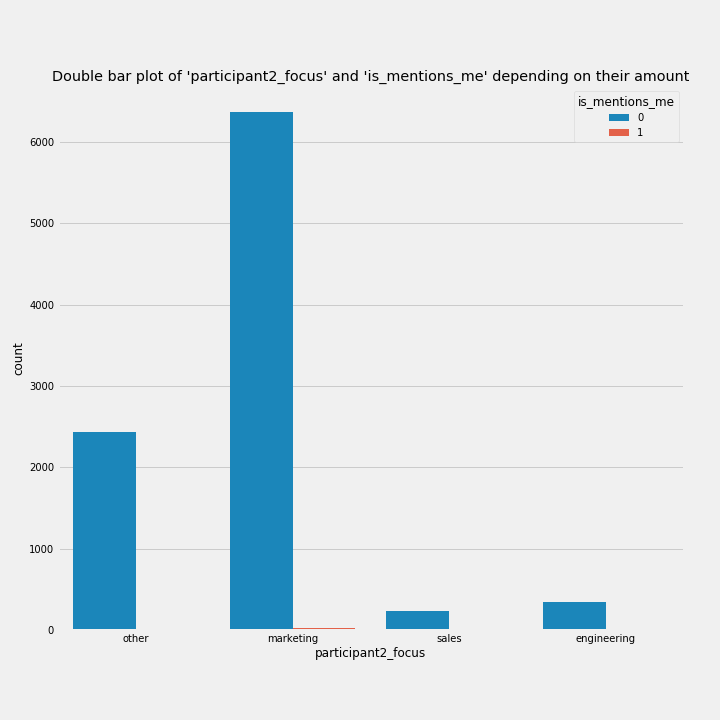 Double bar plot of 'participant2_focus' and 'is_mentions_me' depending on their amount
is_mentions_me
0
1
6000
5000
4000
3000
2000
1000
0
count
other
marketing
sales
engineering
participant2_focus